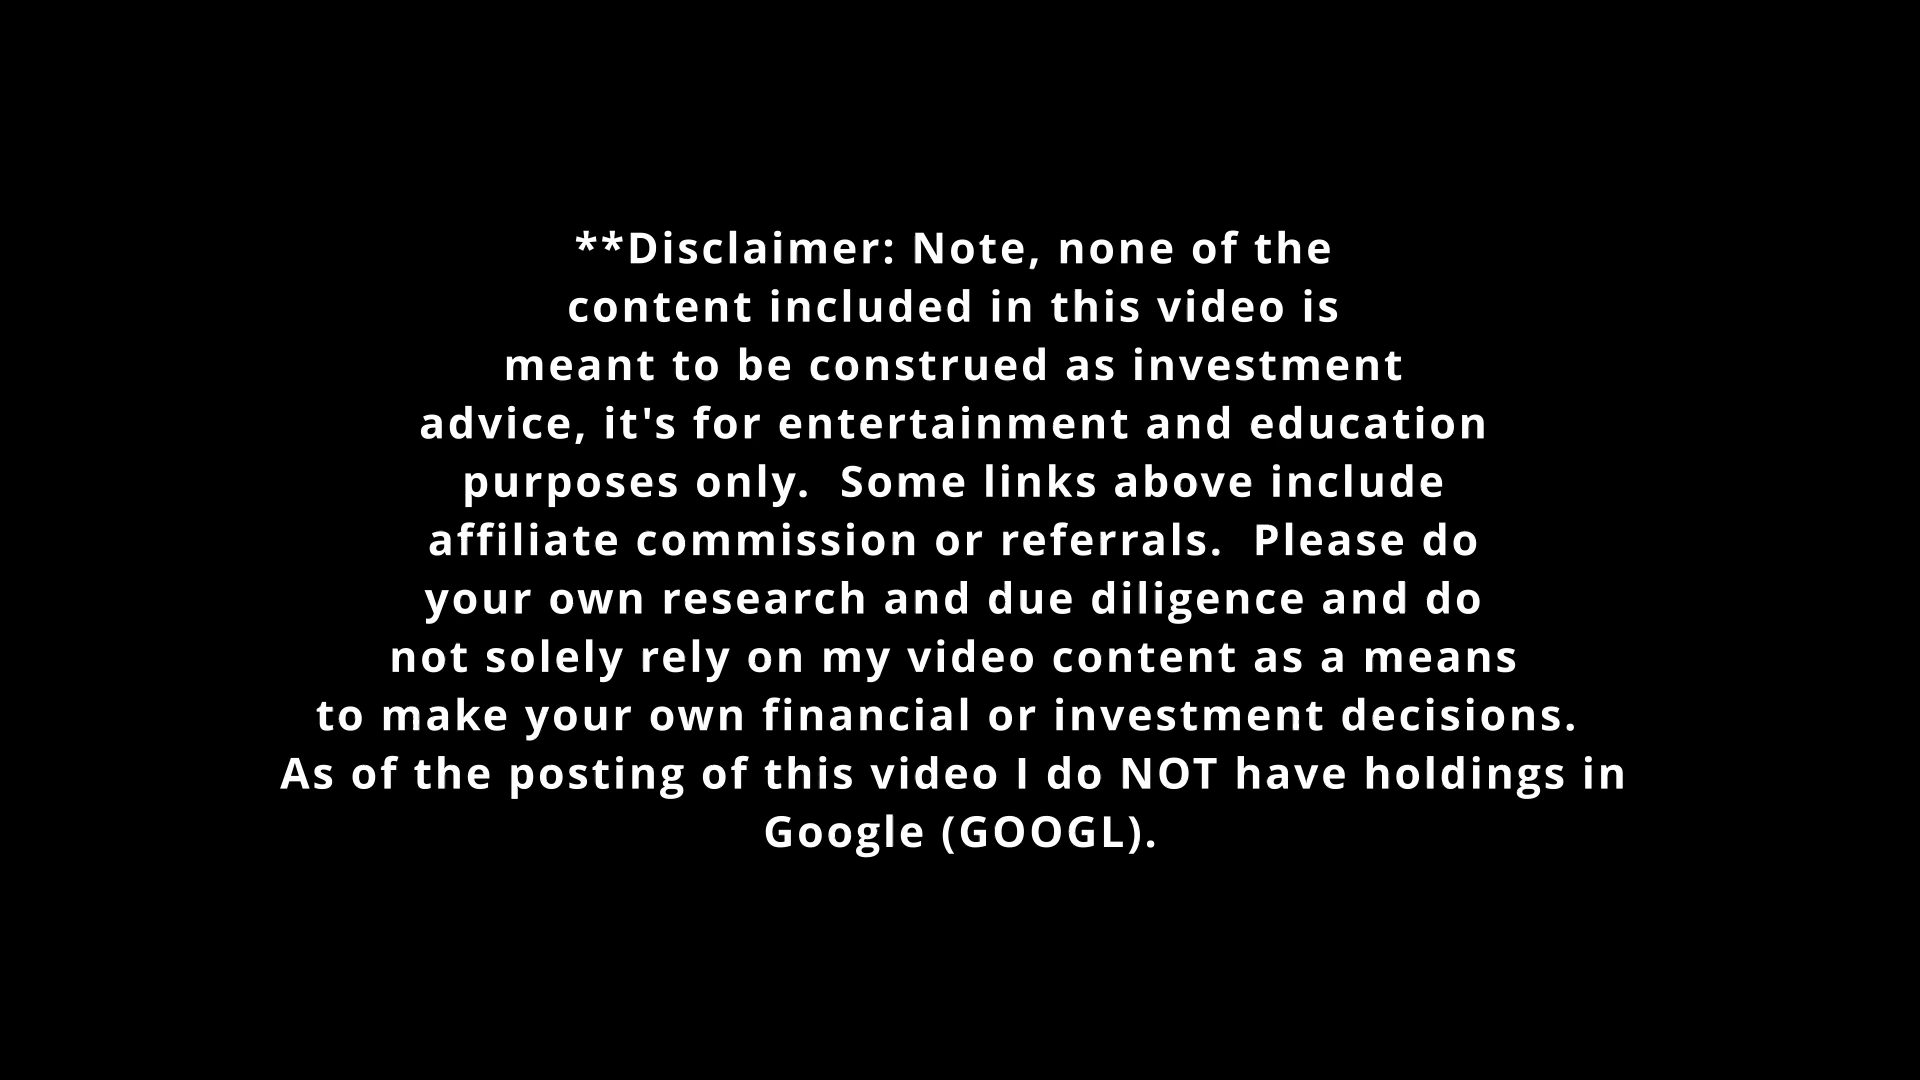 **Disclaimer: Note, none of the
content included in this video is
meant to be construed as investment
advice, it's for entertainment and education
purposes only.  Some links above include
affiliate commission or referrals.  Please do
your own research and due diligence and do
not solely rely on my video content as a means
to make your own financial or investment decisions.
As of the posting of this video I do NOT have holdings in
Google (GOOGL).